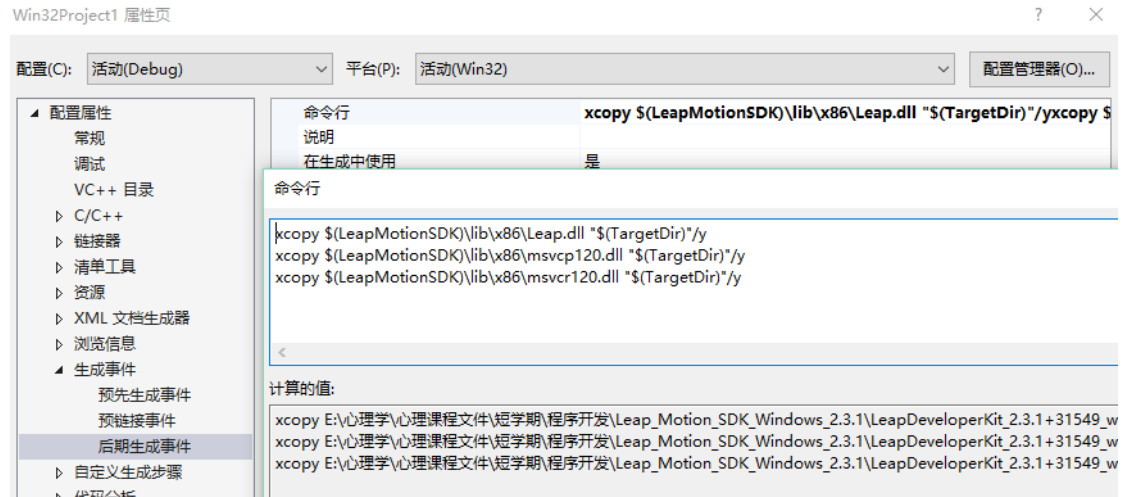 Win32Project1 属性页 ? ×
配置(C): 活动(Debug) 平台(P): 活动(Win32) 配置管理器(O)...
配置属性
常规
调试
VC++ 目录
C/C++
链接器
清单工具
资源
XML 文档生成器
浏览信息
生成事件
预先生成事件
预链接事件
后期生成事件
自定义生成步骤
代码分析
命令行 xcopy $(LeapMotionSDK)\lib\x86\Leap.dll "$(TargetDir)"/yxcopy $
说明
在生成中使用 是
命令行
xcopy $(LeapMotionSDK)\lib\x86\Leap.dll "$(TargetDir)"/y
xcopy $(LeapMotionSDK)\lib\x86\msvcp120.dll "$(TargetDir)"/y
xcopy $(LeapMotionSDK)\lib\x86\msvcr120.dll "$(TargetDir)"/y
计算的值:
xcopy E:\心理学\心理课程文件\短学期\程序开发\Leap_Motion_SDK_Windows_2.3.1\LeapDeveloperKit_2.3.1+31549_w
xcopy E:\心理学\心理课程文件\短学期\程序开发\Leap_Motion_SDK_Windows_2.3.1\LeapDeveloperKit_2.3.1+31549_w
xcopy E:\心理学\心理课程文件\短学期\程序开发\Leap_Motion_SDK_Windows_2.3.1\LeapDeveloperKit_2.3.1+31549_w